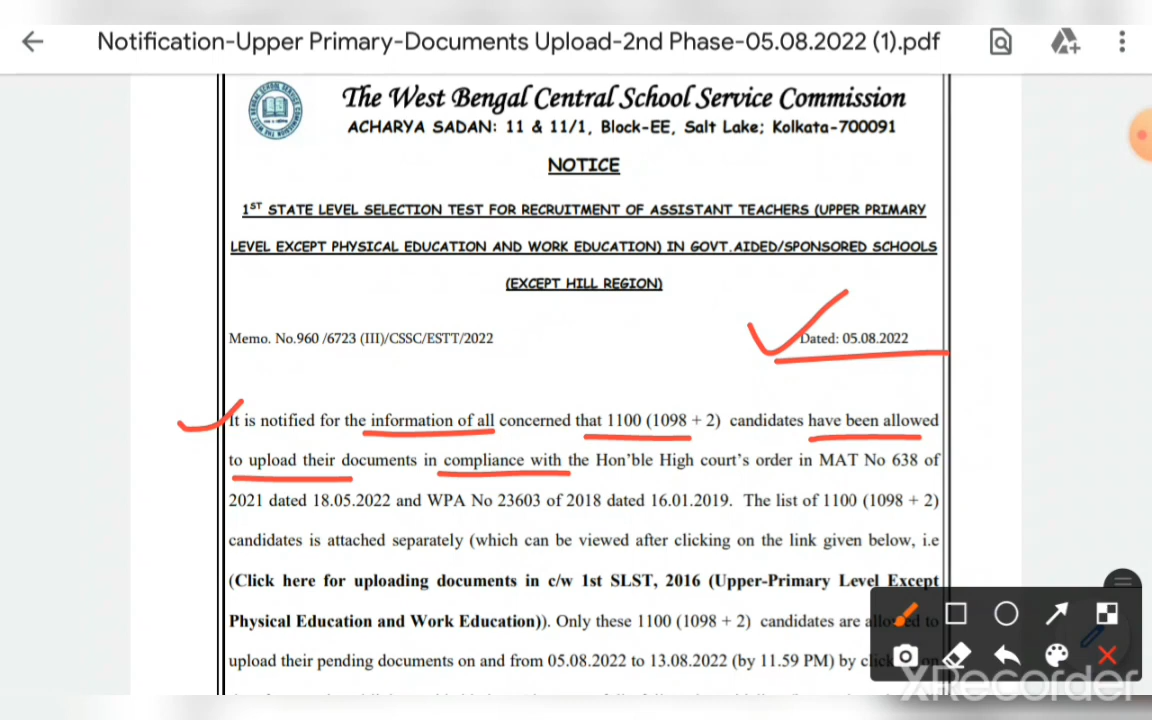 Notification-Upper Primary-Documents Upload-2nd Phase-05.08.2022 (1).pdf
The West Bengal Central School Service Commission
ACHARYA SADAN: 11 & 11/1, Block-EE, Salt Lake; Kolkata-700091
NOTICE
1ST STATE LEVEL SELECTION TEST FOR RECRUITMENT OF ASSISTANT TEACHERS (UPPER PRIMARY
LEVEL EXCEPT PHYSICAL EDUCATION AND WORK EDUCATION) IN GOVT.AIDED/SPONSORED SCHOOLS
(EXCEPT HILL REGION)
Memo. No.960 /6723 (III)/CSSC/ESTT/2022 Dated: 05.08.2022
It is notified for the information of all concerned that 1100 (1098 + 2) candidates have been allowed
to upload their documents in compliance with the Hon'ble High court's order in MAT No 638 of
2021 dated 18.05.2022 and WPA No 23603 of 2018 dated 16.01.2019. The list of 1100 (1098 + 2)
candidates is attached separately (which can be viewed after clicking on the link given below, i.e
(Click here for uploading documents in c/w 1st SLST, 2016 (Upper-Primary Level Except
Physical Education and Work Education)). Only these 1100 (1098 + 2) candidates are allowed to
upload their pending documents on and from 05.08.2022 to 13.08.2022 (by 11.59 PM) by
XRecorder